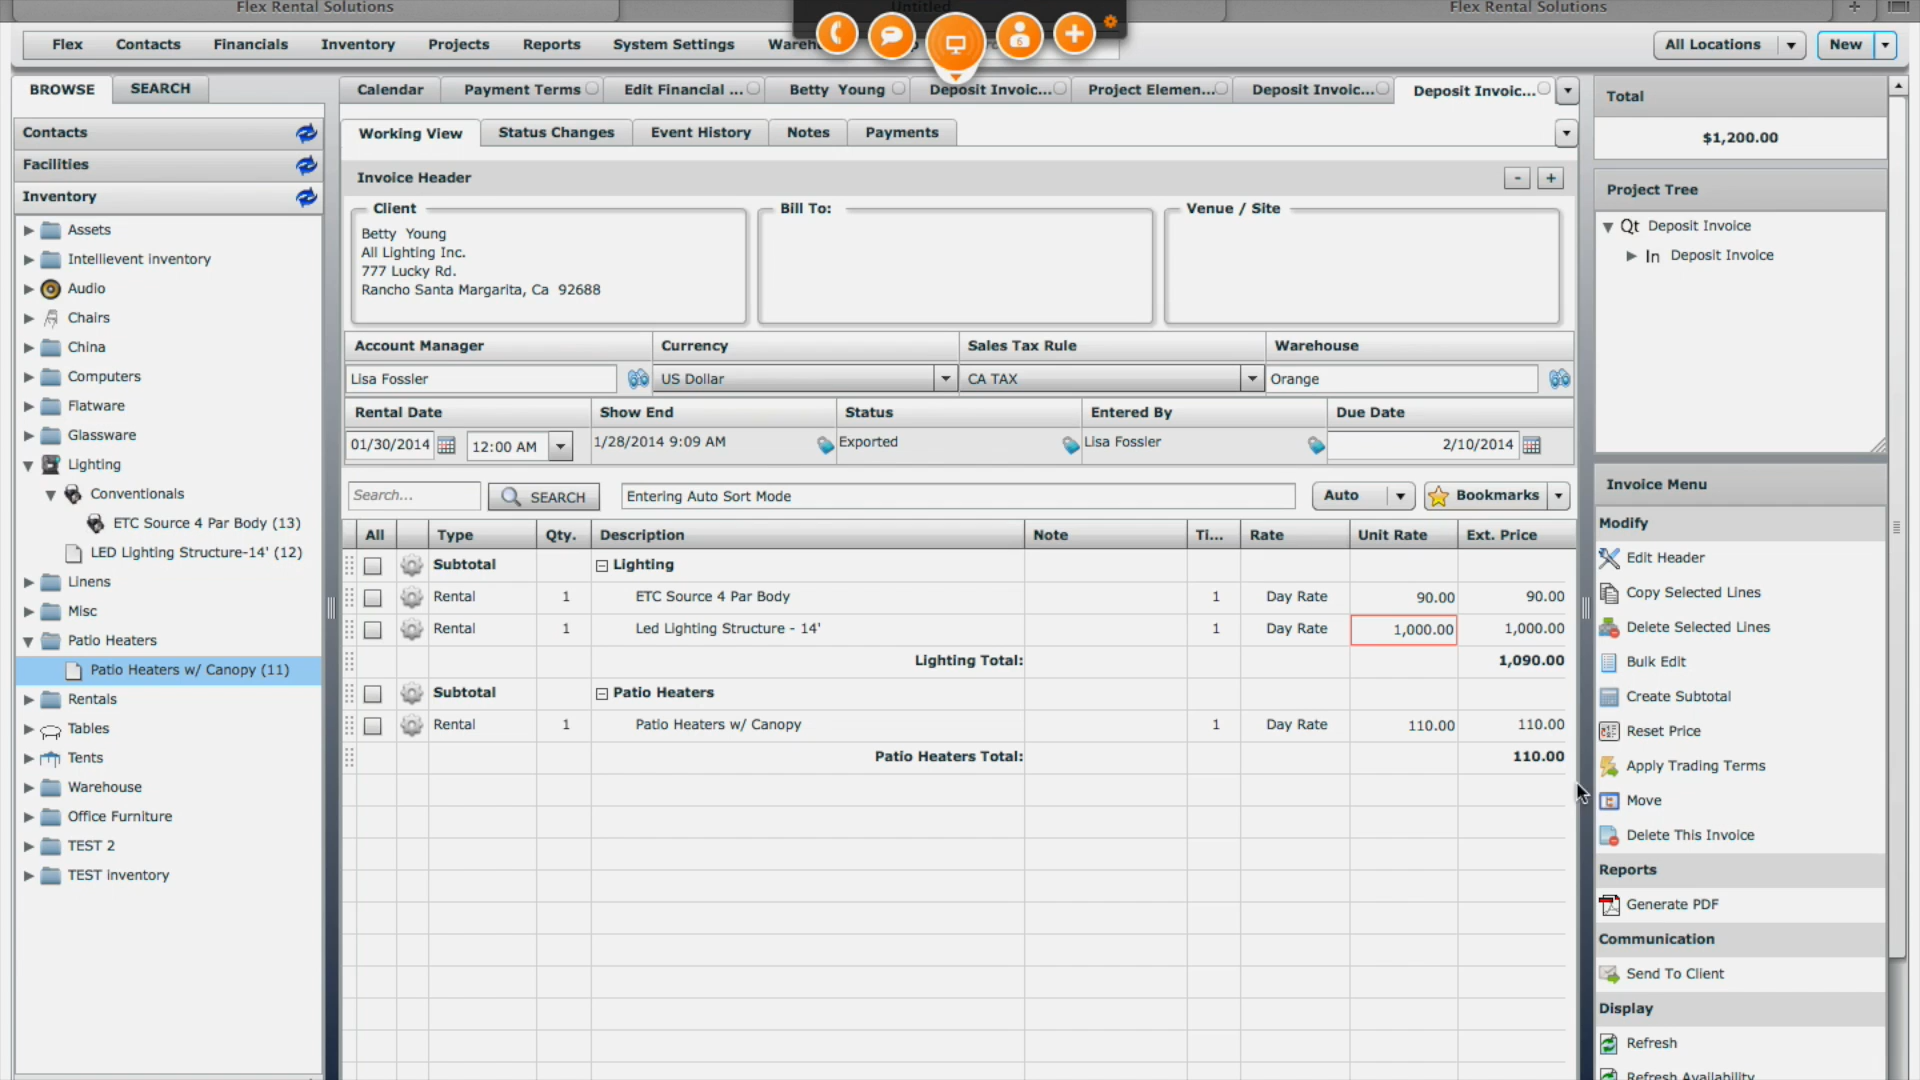 Flex Rental Solutions
Untitled
Flex Rental Solutions
Flex
Contacts
Financials
Inventory
Projects
Reports
System Settings
6
All Locations
New
BROWSE
SEARCH
Contacts
Facilities
Inventory
Assets
Intellievent inventory
Audio
Chairs
China
Computers
Flatware
Glassware
Lighting
Conventionals
ETC Source 4 Par Body (13)
LED Lighting Structure-14' (12)
Linens
Misc
Patio Heaters
Patio Heaters w/ Canopy (11)
Rentals
Tables
Tents
Warehouse
Office Furniture
TEST 2
TEST inventory
Calendar
Payment Terms
Edit Financial ...
Betty Young
Deposit Invoic...
Project Elemen...
Deposit Invoic...
Deposit Invoic...
Working View
Status Changes
Event History
Notes
Payments
Invoice Header
- +
Client
Betty Young
All Lighting Inc.
777 Lucky Rd.
Rancho Santa Margarita, Ca 92688
Bill To:
Venue / Site
Account Manager
Currency
Sales Tax Rule
Warehouse
Lisa Fossler
US Dollar
CA TAX
Orange
Rental Date
Show End
Status
Entered By
Due Date
01/30/2014
12:00 AM
1/28/2014 9:09 AM
Exported
Lisa Fossler
2/10/2014
Search...
SEARCH
Entering Auto Sort Mode
Auto
Bookmarks
All Type Qty. Description Note Ti... Rate Unit Rate Ext. Price
Subtotal Lighting
Rental 1 ETC Source 4 Par Body 1 Day Rate 90.00 90.00
Rental 1 Led Lighting Structure - 14' 1 Day Rate 1,000.00 1,000.00
Lighting Total: 1,090.00
Subtotal Patio Heaters
Rental 1 Patio Heaters w/ Canopy 1 Day Rate 110.00 110.00
Patio Heaters Total: 110.00
Total
$1,200.00
Project Tree
Qt Deposit Invoice
In Deposit Invoice
Invoice Menu
Modify
Edit Header
Copy Selected Lines
Delete Selected Lines
Bulk Edit
Create Subtotal
Reset Price
Apply Trading Terms
Move
Delete This Invoice
Reports
Generate PDF
Communication
Send To Client
Display
Refresh
Refresh Availability